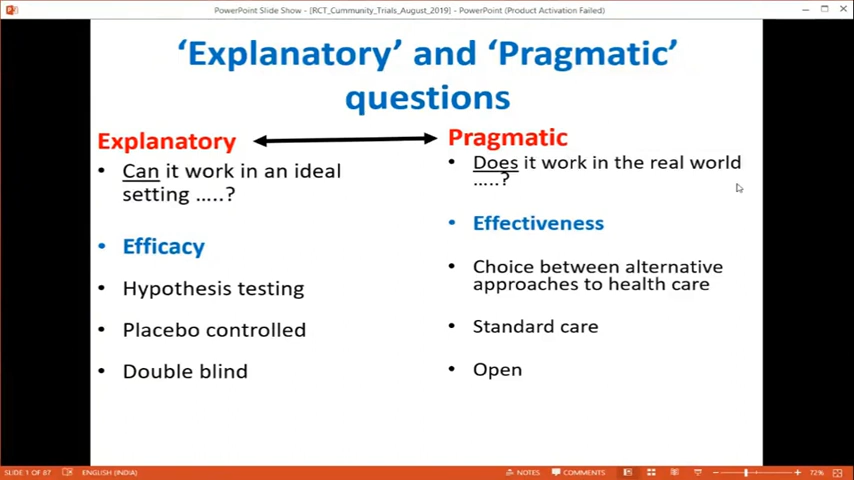 PowerPoint Slide Show - [RCT_Cummunity_Trials_August_2019] - PowerPoint (Product Activation Failed)
‘Explanatory’ and ‘Pragmatic’
questions
Explanatory
• Can it work in an ideal
setting .....?
• Efficacy
• Hypothesis testing
• Placebo controlled
• Double blind
Pragmatic
• Does it work in the real world
.....?
• Effectiveness
• Choice between alternative
approaches to health care
• Standard care
• Open
SLIDE 1 OF 87 ENGLISH (INDIA) NOTES COMMENTS 72%